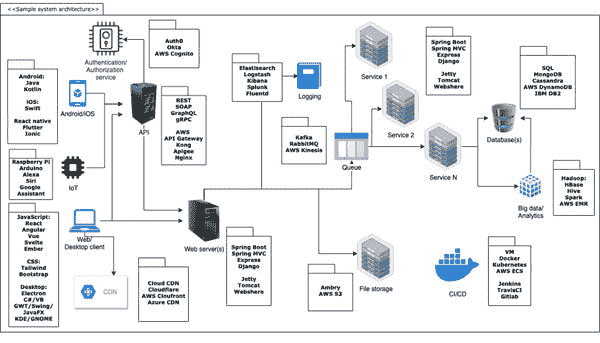 <<Sample system architecture>>
Auth0
Okta
AWS Cognito
Authentication/
Authorization
service
Android:
Java
Kotlin
iOS:
Swift
React native
Flutter
Ionic
Android/iOS
API
REST
SOAP
GraphQL
gRPC
AWS
API Gateway
Kong
Apigee
Nginx
Elasticsearch
Logstash
Kibana
Splunk
Fluentd
Logging
Service 1
Spring Boot
Spring MVC
Express
Django
Jetty
Tomcat
Webshere
SQL
MongoDB
Cassandra
AWS DynamoDB
IBM DB2
Kafka
RabbitMQ
AWS Kinesis
Queue
Service 2
Service N
Database(s)
Raspberry Pi
Arduino
Alexa
Siri
Google
Assistant
IoT
Hadoop:
HBase
Hive
Spark
AWS EMR
Big data/
Analytics
JavaScript:
React
Angular
Vue
Svelte
Ember
CSS:
Tailwind
Bootstrap
Desktop:
Electron
C#/VB
GWT/Swing/
JavaFX
KDE/GNOME
Web/
Desktop client
CDN
Cloud CDN
Cloudflare
AWS Cloufront
Azure CDN
Web server(s)
Spring Boot
Spring MVC
Express
Django
Jetty
Tomcat
Webshere
Ambry
AWS S3
File storage
CI/CD
VM
Docker
Kubernetes
AWS ECS
Jenkins
TravisCI
Gitlab